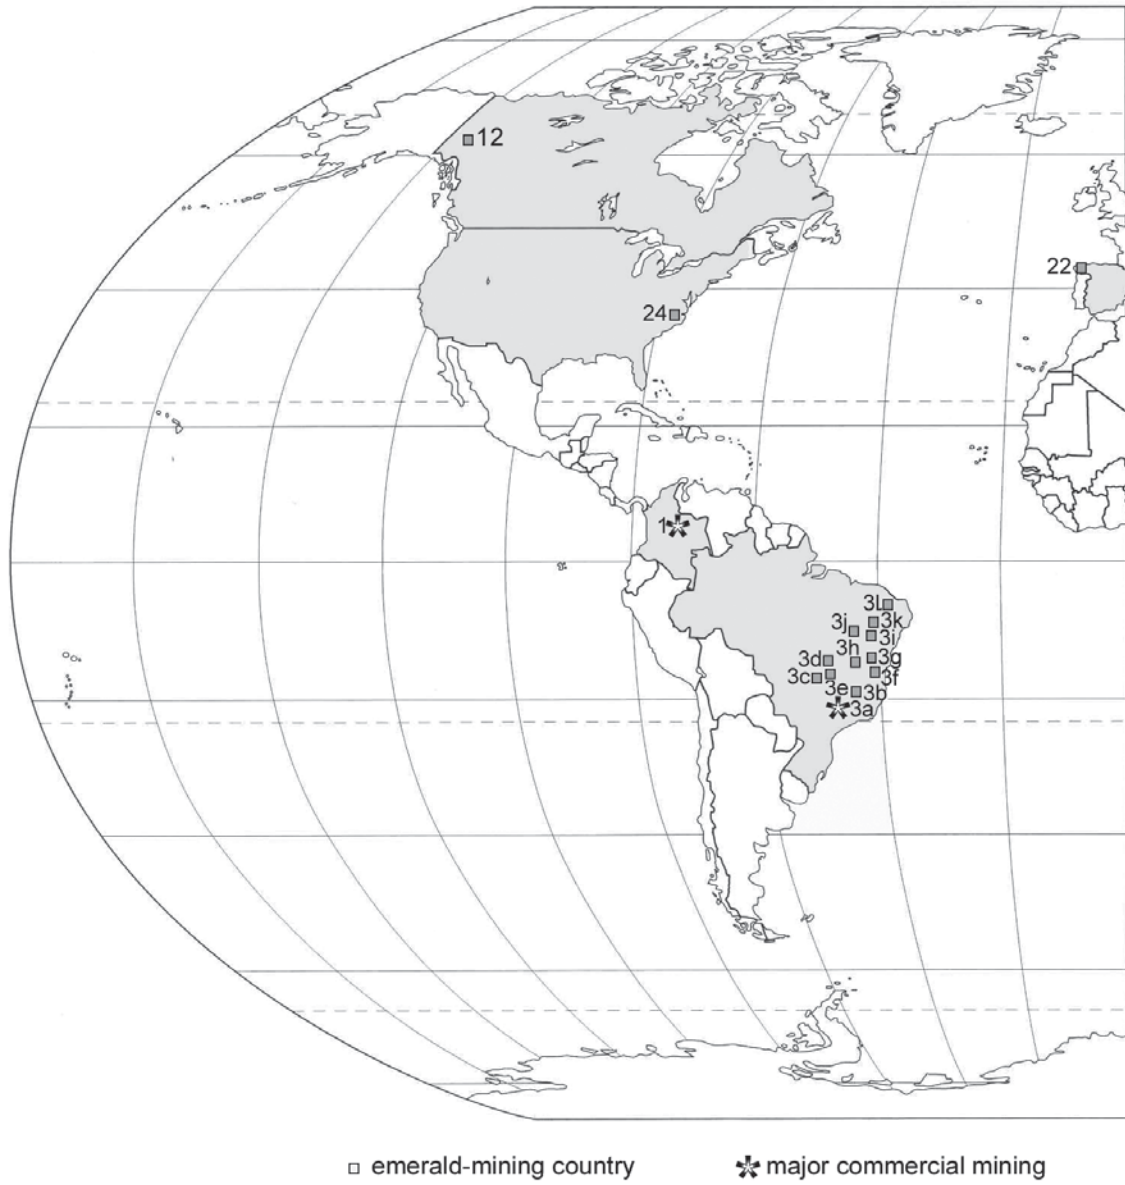 12
22
24
1
3L
3k
3j
3i
3h
3g
3d
3f
3c
3e
3b
3a
emerald-mining country
major commercial mining